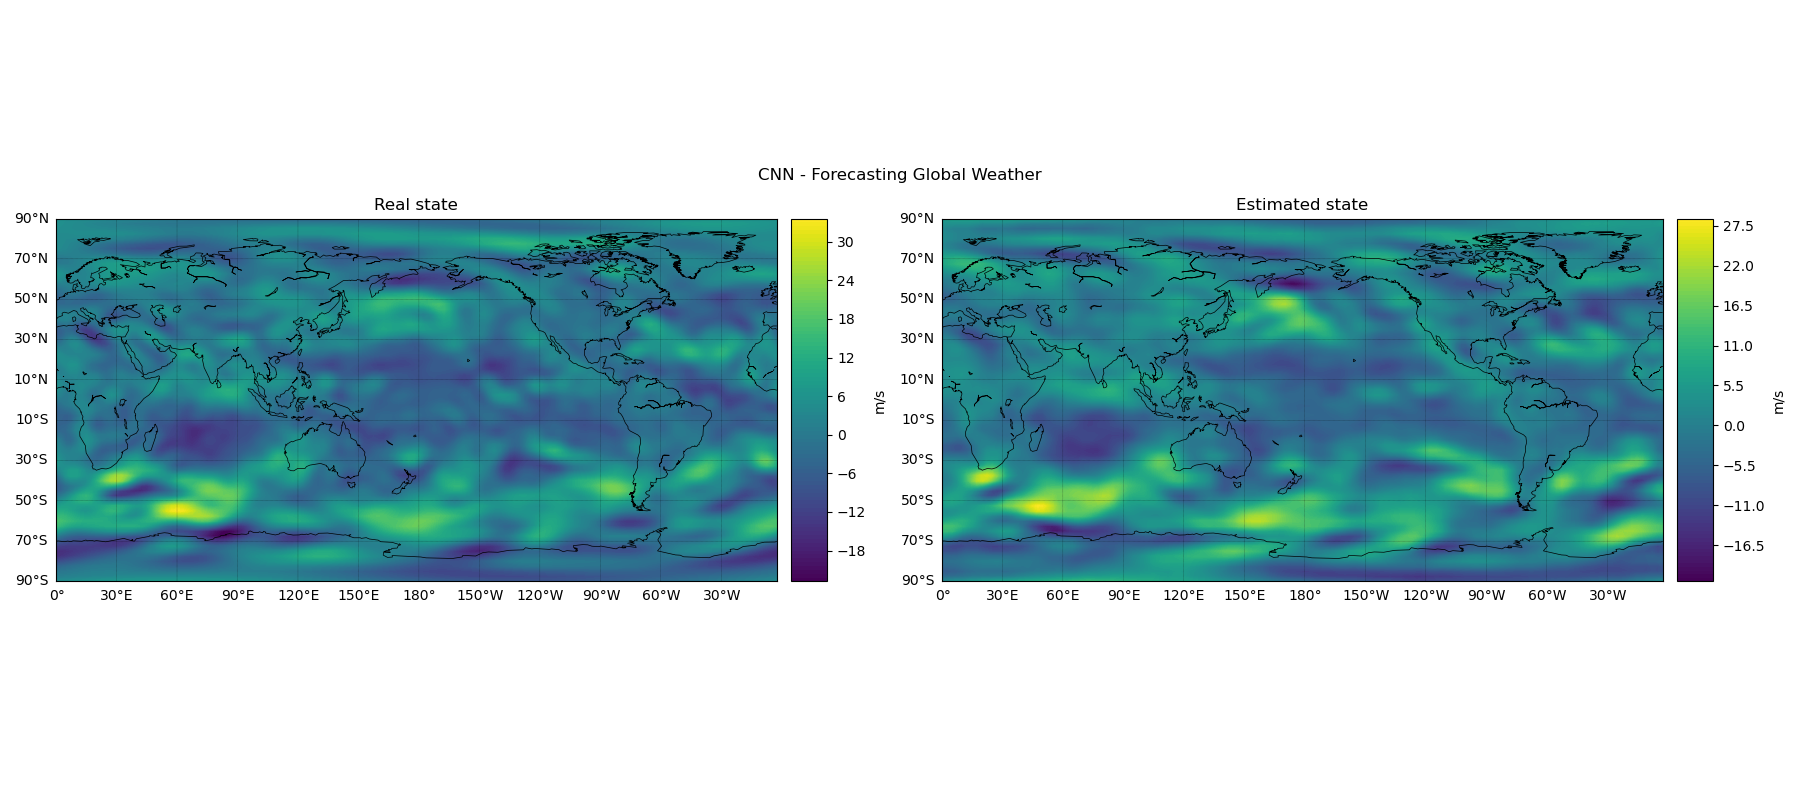 CNN - Forecasting Global Weather
Real state
90°N
70°N
50°N
30°N
10°N
10°S
30°S
50°S
70°S
90°S
0° 30°E 60°E 90°E 120°E 150°E 180° 150°W 120°W 90°W 60°W 30°W
30
24
18
12
6
0
−6
−12
−18
m/s
Estimated state
90°N
70°N
50°N
30°N
10°N
10°S
30°S
50°S
70°S
90°S
0° 30°E 60°E 90°E 120°E 150°E 180° 150°W 120°W 90°W 60°W 30°W
27.5
22.0
16.5
11.0
5.5
0.0
−5.5
−11.0
−16.5
m/s